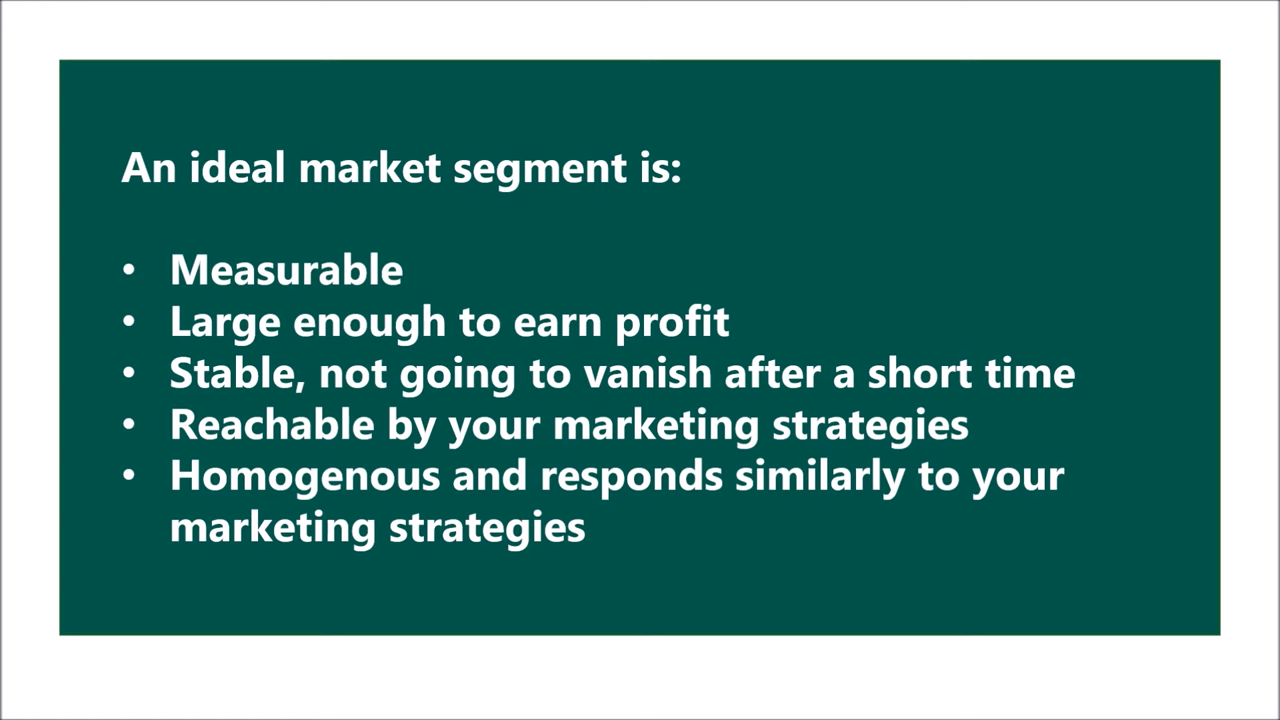 An ideal market segment is:
• Measurable
• Large enough to earn profit
• Stable, not going to vanish after a short time
• Reachable by your marketing strategies
• Homogenous and responds similarly to your
marketing strategies